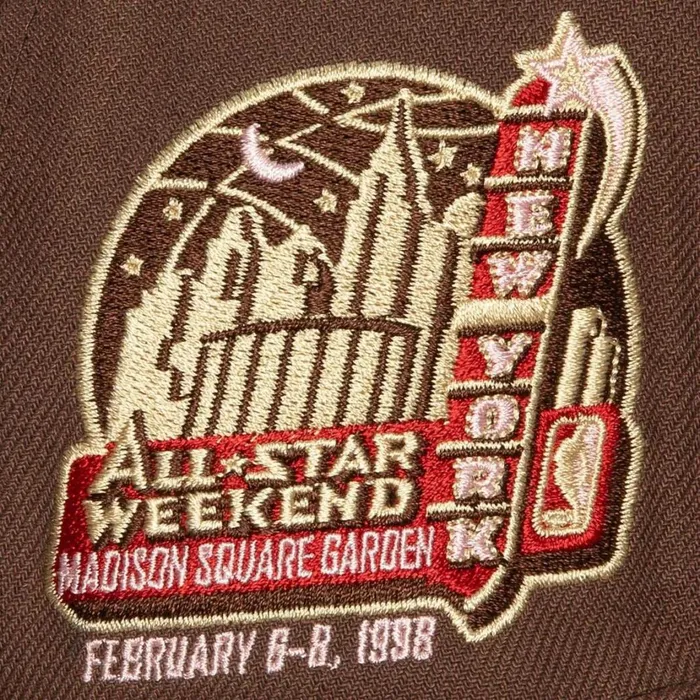 NEW YORK
ALL★STAR
WEEKEND
MADISON SQUARE GARDEN
FEBRUARY 6-8, 1998